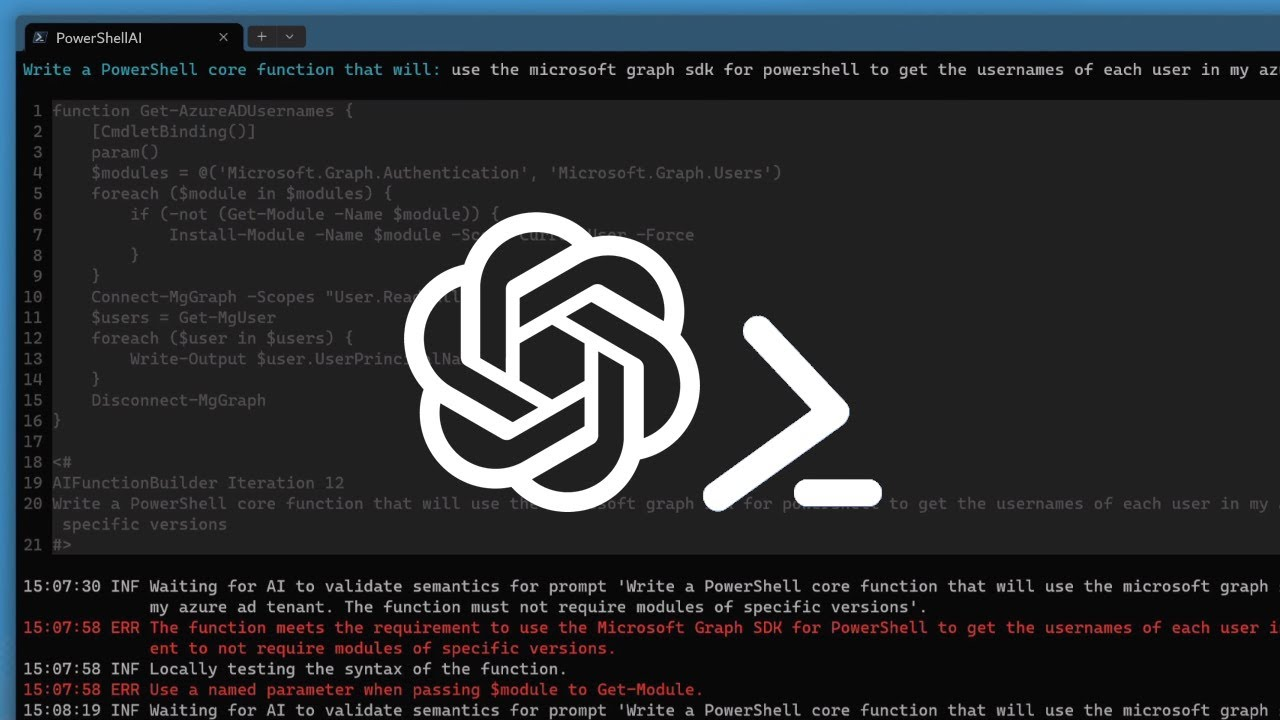 PowerShellAI
Write a PowerShell core function that will: use the microsoft graph sdk for powershell to get the usernames of each user in my az
1 function Get-AzureADUsernames {
2 [CmdletBinding()]
3 param()
4 $modules = @('Microsoft.Graph.Authentication', 'Microsoft.Graph.Users')
5 foreach ($module in $modules) {
6 if (-not (Get-Module -Name $module)) {
7 Install-Module -Name $module -Sc User -Force
8 }
9 }
10 Connect-MgGraph -Scopes "User.Rea
11 $users = Get-MgUser
12 foreach ($user in $users) {
13 Write-Output $user.UserPrinci lNa
14 }
15 Disconnect-MgGraph
16 }
17
18 <#
19 AIFunctionBuilder Iteration 12
20 Write a PowerShell core function that will use the osoft graph for to get the usernames of each user in my
specific versions
21 #>
15:07:30 INF Waiting for AI to validate semantics for prompt 'Write a PowerShell core function that will use the microsoft graph
my azure ad tenant. The function must not require modules of specific versions'.
15:07:58 ERR The function meets the requirement to use the Microsoft Graph SDK for PowerShell to get the usernames of each user i
ent to not require modules of specific versions.
15:07:58 INF Locally testing the syntax of the function.
15:07:58 ERR Use a named parameter when passing $module to Get-Module.
15:08:19 INF Waiting for AI to validate semantics for prompt 'Write a PowerShell core function that will use the microsoft graph